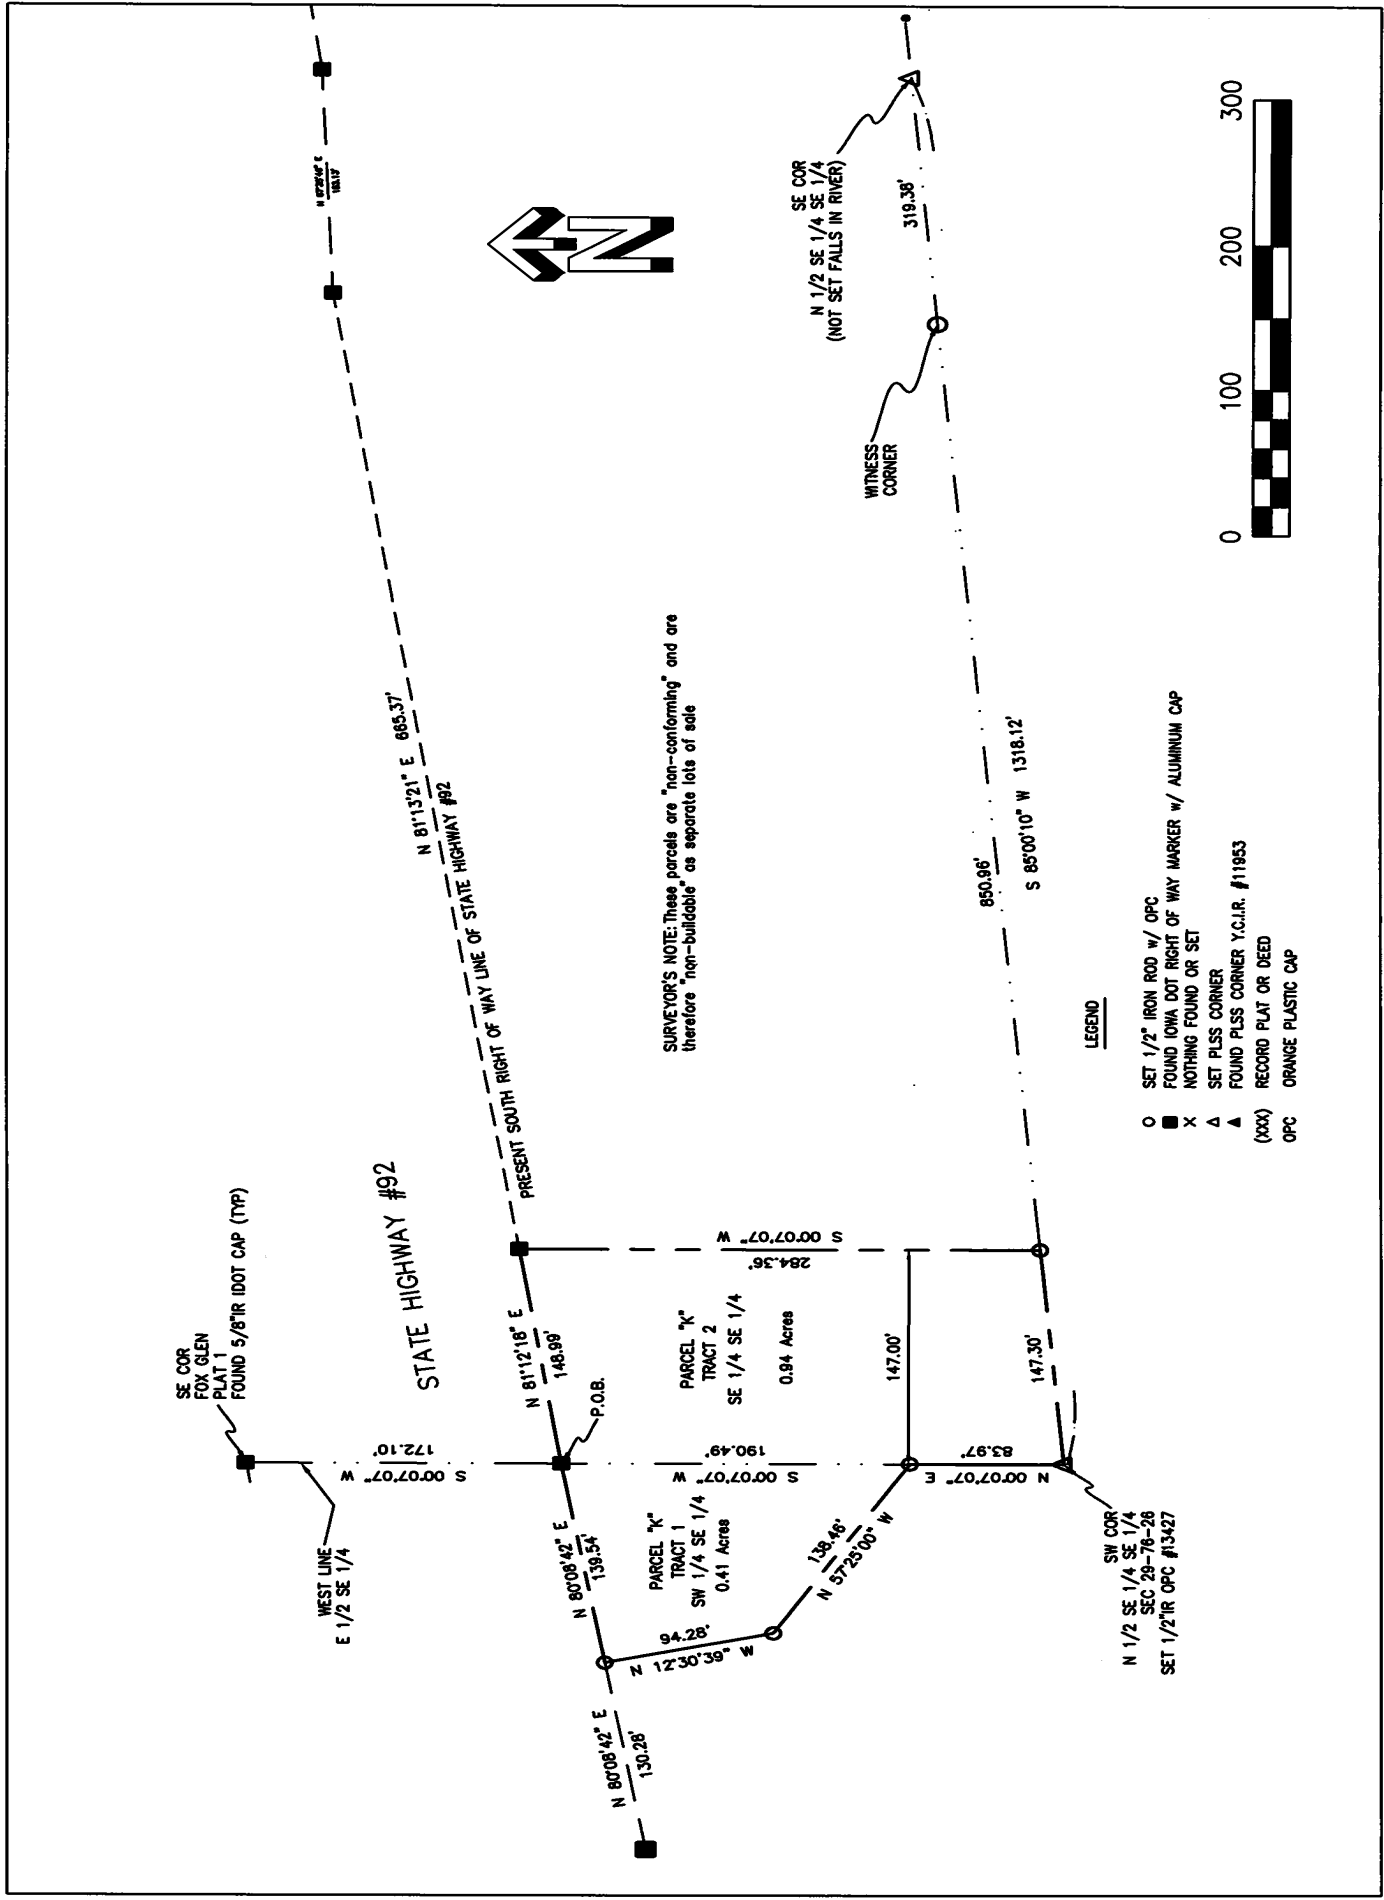 SE COR
FOX GLEN
PLAT 1
FOUND 5/8"IR IDOT CAP (TYP)
WEST LINE
E 1/2 SE 1/4
S 00°07'07" W
172.10'
STATE HIGHWAY #92
N 81°12'18" E
148.99'
P.O.B.
N 80°08'42" E
139.54'
N 80°08'42" E
130.28'
PRESENT SOUTH RIGHT OF WAY LINE OF STATE HIGHWAY #92
N 81°13'21" E 665.37'
163.13'
N
PARCEL "K"
TRACT 1
SW 1/4 SE 1/4
0.41 Acres
94.28'
N 12°30'39" W
138.46'
N 57°25'00" W
S 00°07'07" W
190.49'
PARCEL "K"
TRACT 2
SE 1/4 SE 1/4
0.94 Acres
S 00°07'07" W
284.36'
147.00'
N 00°07'07" E
83.97'
147.30'
SW COR
N 1/2 SE 1/4 SE 1/4
SEC 29-76-26
SET 1/2"IR OPC #13427
SURVEYOR'S NOTE: These parcels are "non-conforming" and are
therefore "non-buildable" as separate lots of sale
850.96'
S 85°00'10" W 1318.12'
WITNESS
CORNER
319.38'
SE COR
N 1/2 SE 1/4 SE 1/4
(NOT SET FALLS IN RIVER)
LEGEND
SET 1/2" IRON ROD w/ OPC
FOUND IOWA DOT RIGHT OF WAY MARKER w/ ALUMINUM CAP
X NOTHING FOUND OR SET
SET PLSS CORNER
FOUND PLSS CORNER Y.C.I.R. #11953
(XXX) RECORD PLAT OR DEED
OPC ORANGE PLASTIC CAP
0 100 200 300